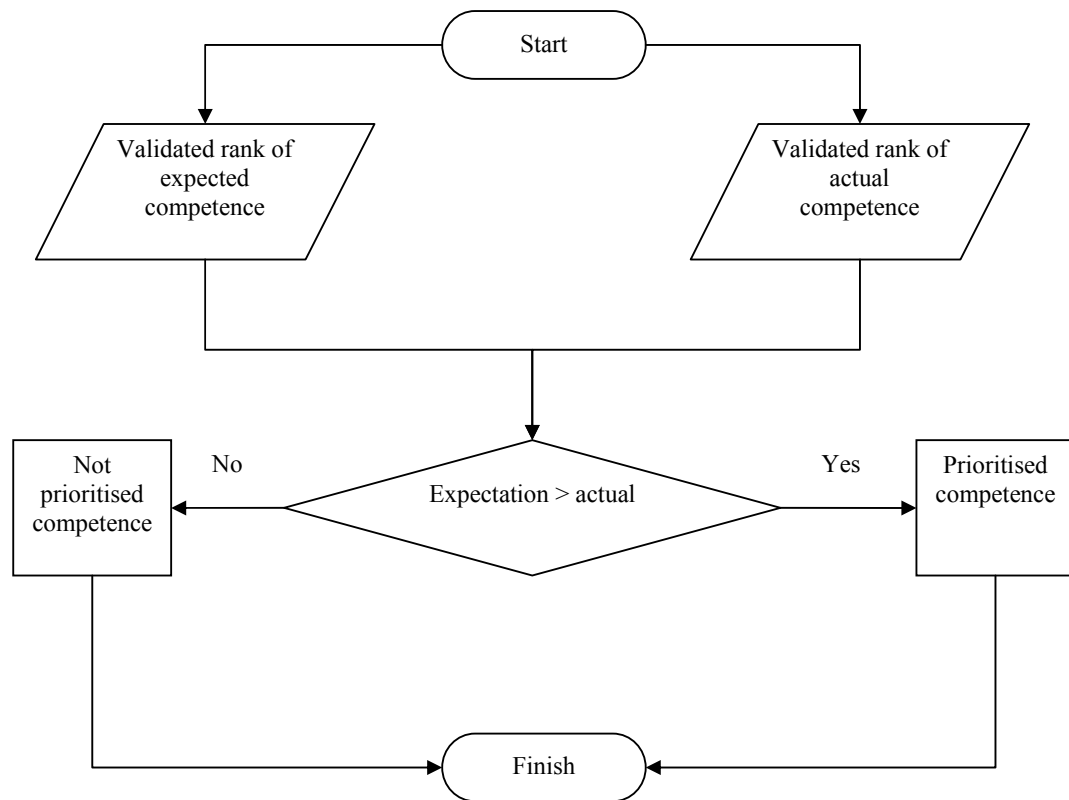 Start
Validated rank of
expected
competence
Validated rank of
actual
competence
Not
prioritised
competence
No
Expectation > actual
Yes
Prioritised
competence
Finish